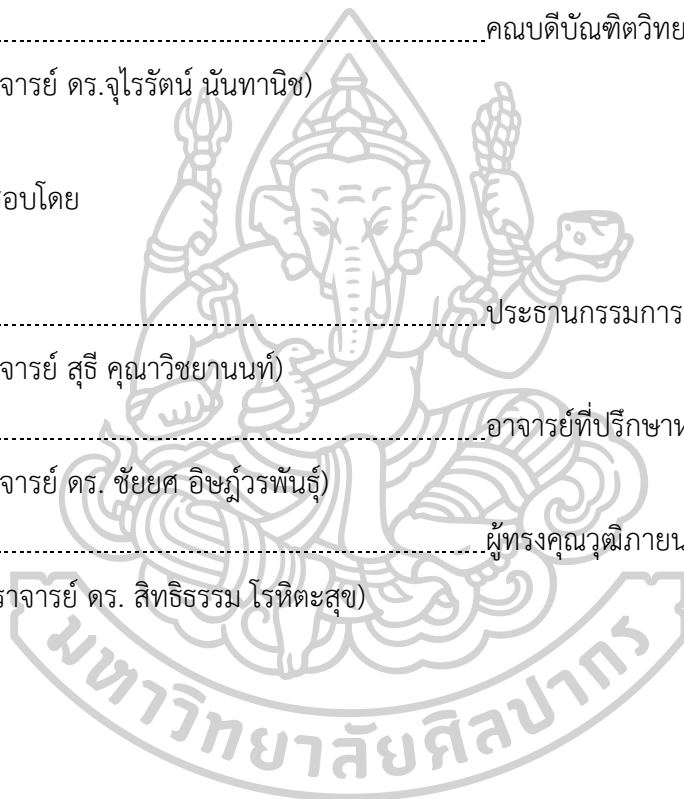 คณบดีบัณฑิตวิทย
จารย์ ดร.จุไรรัตน์ นันทานิช)
อบโดย
ประธานกรรมการ
จารย์ สุธี คุณาวิชยานนท์)
อาจารย์ที่ปรึกษาห
จารย์ ดร. ชัยยศ อิษฎ์วรพันธุ์)
ผู้ทรงคุณวุฒิภายน
ราจารย์ ดร. สิทธิธรรม โรหิตะสุข)
มหาวิทยาลัยศิลปากร